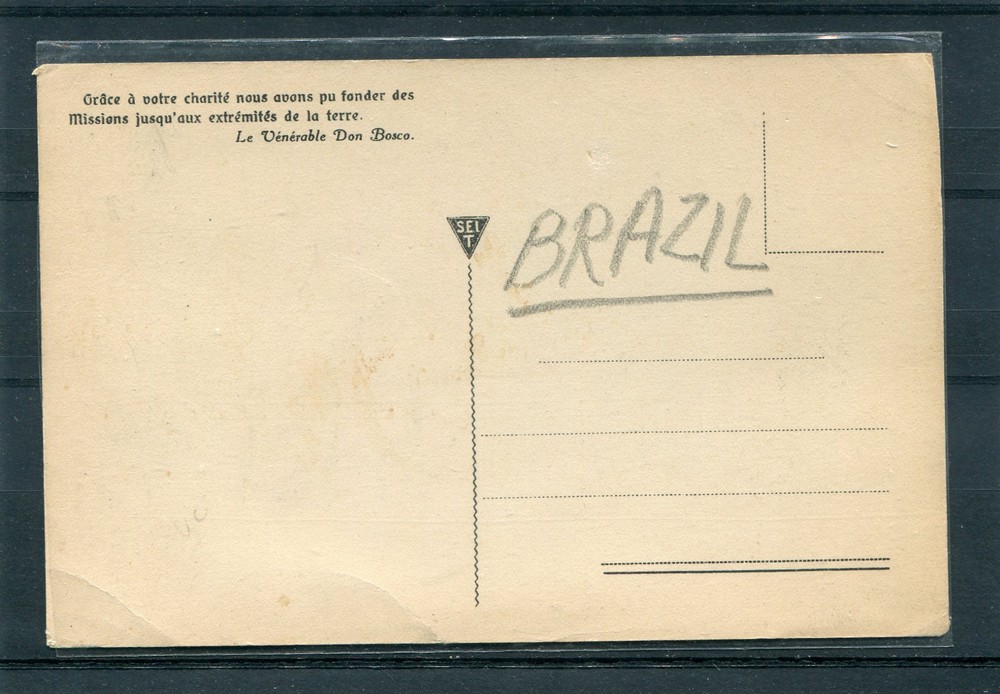 Grâce à votre charité nous avons pu fonder des
Missions jusqu'aux extrémités de la terre.
Le Vénérable Don Bosco.
SEI
T
BRAZIL